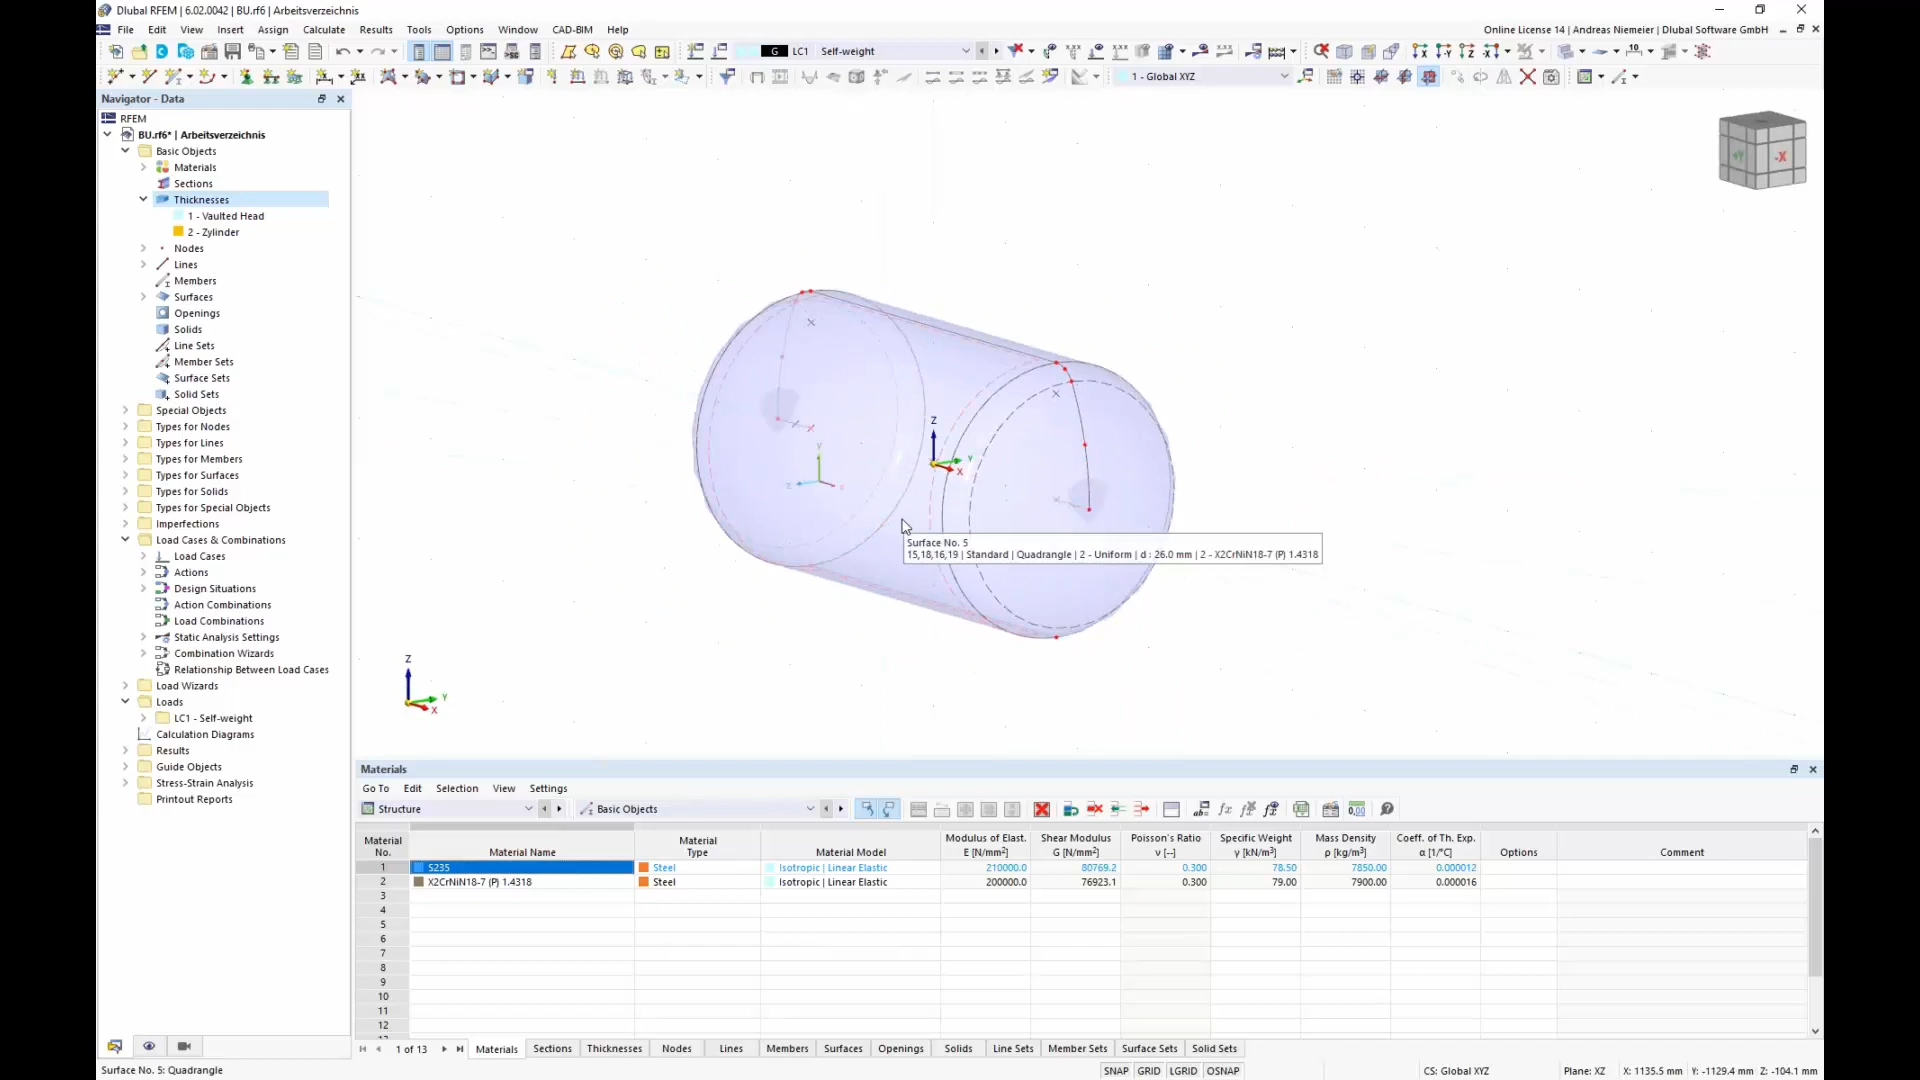 Dlubal RFEM | 6.02.0042 | BU.rf6 | Arbeitsverzeichnis
File Edit View Insert Assign Calculate Results Tools Options Window CAD-BIM Help
Online License 14 | Andreas Niemeier | Dlubal Software GmbH
G LC1 Self-weight
1 - Global XYZ
Navigator - Data
RFEM
BU.rf6* | Arbeitsverzeichnis
Basic Objects
Materials
Sections
Thicknesses
1 - Vaulted Head
2 - Zylinder
Nodes
Lines
Members
Surfaces
Openings
Solids
Line Sets
Member Sets
Surface Sets
Solid Sets
Special Objects
Types for Nodes
Types for Lines
Types for Members
Types for Surfaces
Types for Solids
Types for Special Objects
Imperfections
Load Cases & Combinations
Load Cases
Actions
Design Situations
Action Combinations
Load Combinations
Static Analysis Settings
Combination Wizards
Relationship Between Load Cases
Load Wizards
Loads
LC1 - Self-weight
Calculation Diagrams
Results
Guide Objects
Stress-Strain Analysis
Printout Reports
+Y -X
Z
Y
X
Y
Z
X
Surface No. 5
15,18,16,19 | Standard | Quadrangle | 2 - Uniform | d : 26.0 mm | 2 - X2CrNiN18-7 (P) 1.4318
Z
Y
X
Materials
Go To Edit Selection View Settings
Structure Basic Objects
Material No. Material Name Material Type Material Model Modulus of Elast. E [N/mm²] Shear Modulus G [N/mm²] Poisson's Ratio ν [--] Specific Weight γ [kN/m³] Mass Density ρ [kg/m³] Coeff. of Th. Exp. α [1/°C] Options Comment
1 S235 Steel Isotropic | Linear Elastic 210000.0 80769.2 0.300 78.50 7850.00 0.000012
2 X2CrNiN18-7 (P) 1.4318 Steel Isotropic | Linear Elastic 200000.0 76923.1 0.300 79.00 7900.00 0.000016
3
4
5
6
7
8
9
10
11
12
1 of 13 Materials Sections Thicknesses Nodes Lines Members Surfaces Openings Solids Line Sets Member Sets Surface Sets Solid Sets
Surface No. 5: Quadrangle
SNAP GRID LGRID OSNAP
CS: Global XYZ
Plane: XZ
X: 1135.5 mm Y: -1129.4 mm Z: -104.1 mm